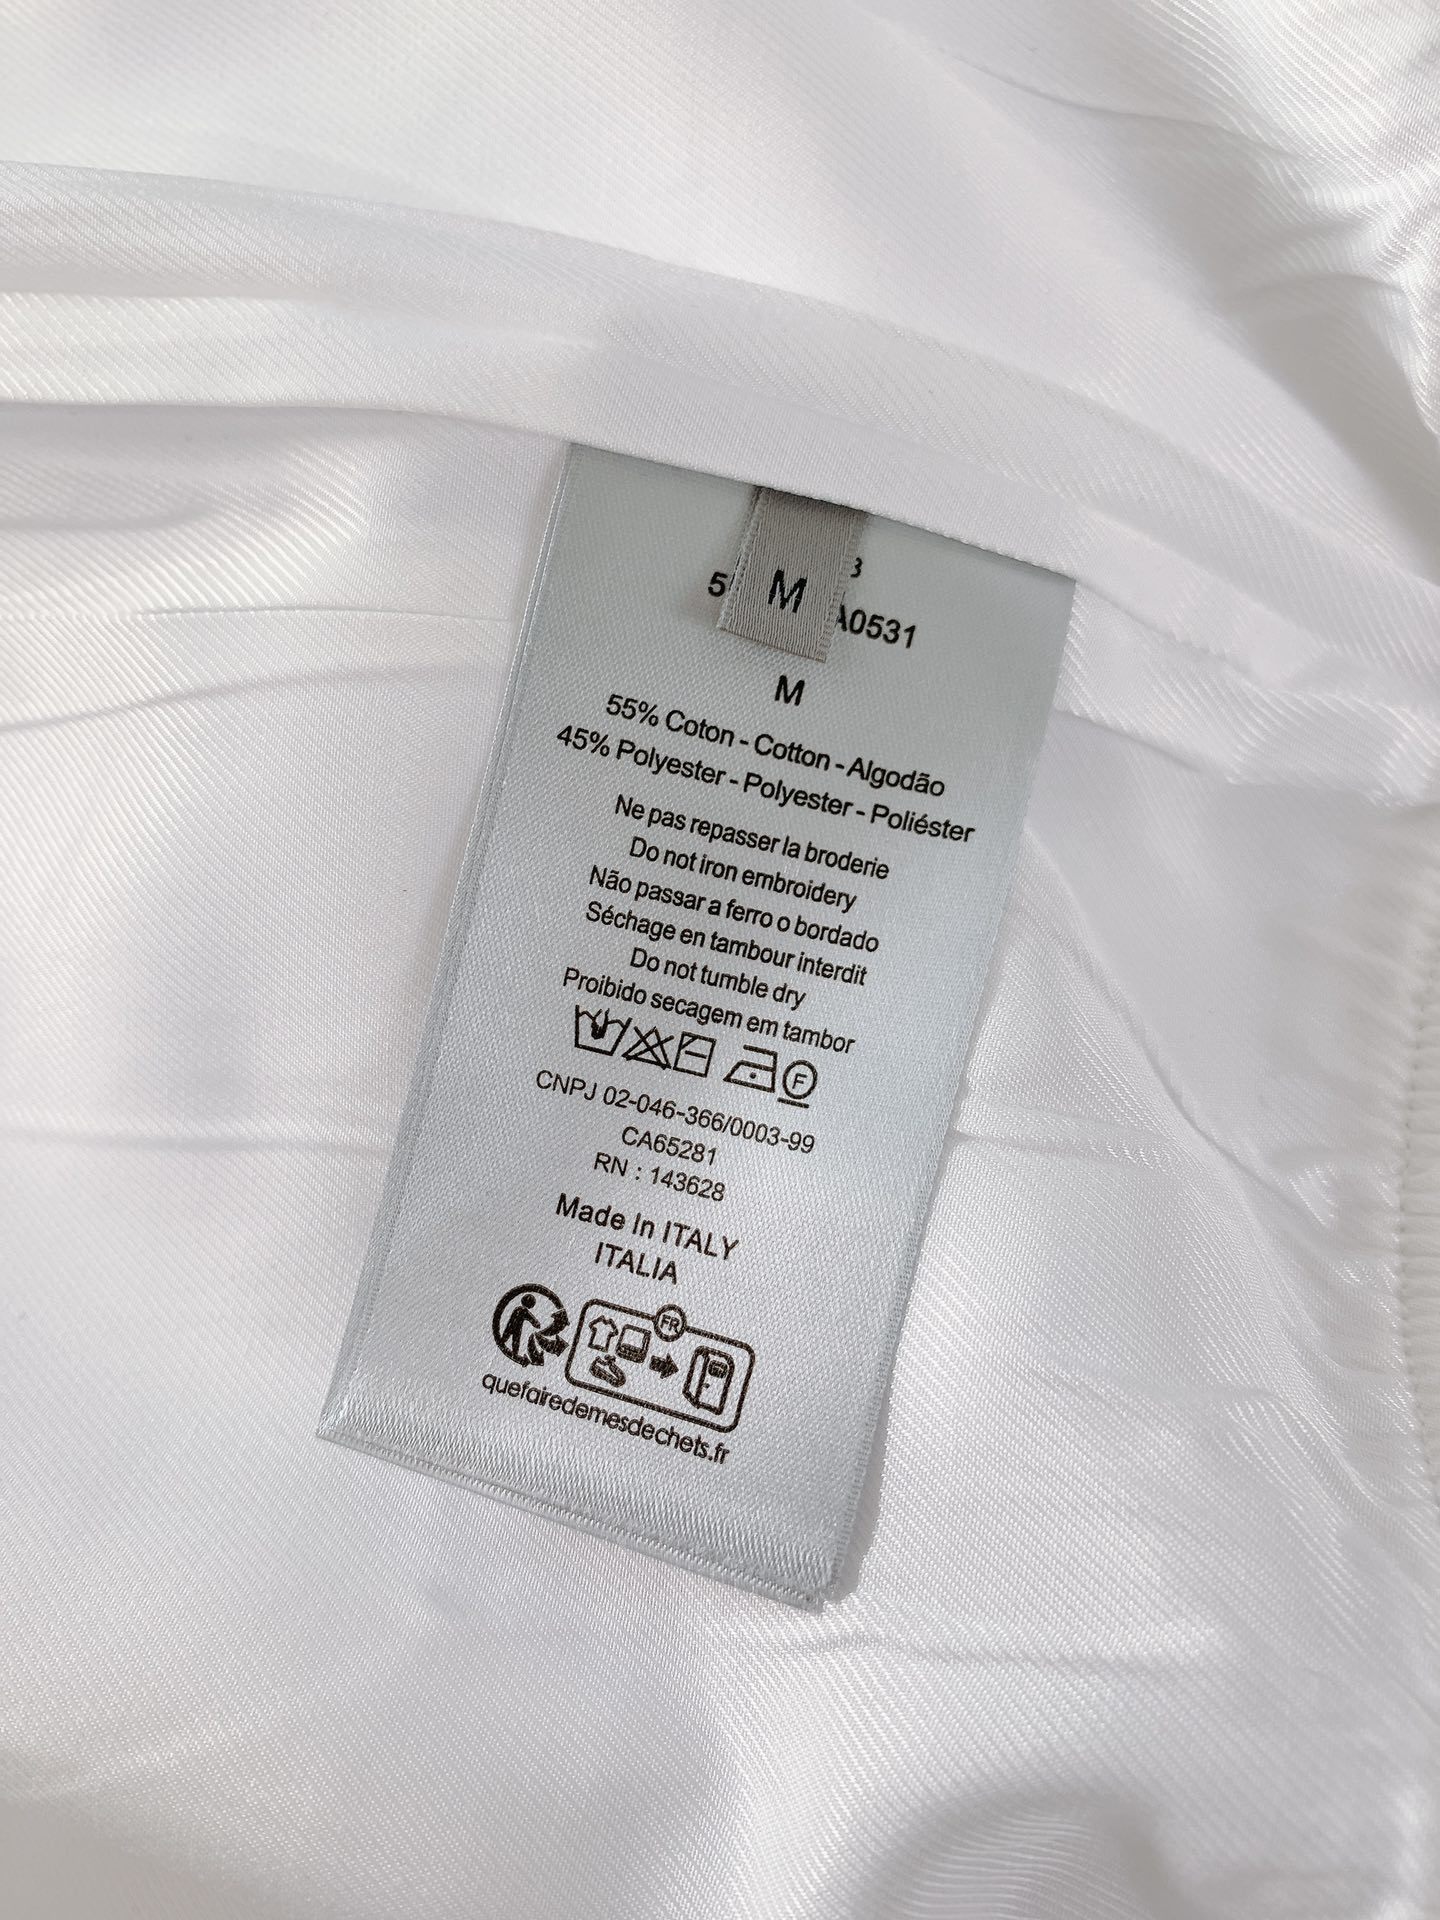 M
A0531
M
55% Coton - Cotton - Algodão
45% Polyester - Polyester - Poliéster
Ne pas repasser la broderie
Do not iron embroidery
Não passar a ferro o bordado
Séchage en tambour interdit
Do not tumble dry
Proibido secagem em tambor
F
CNPJ 02-046-366/0003-99
CA65281
RN : 143628
Made In ITALY
ITALIA
FR
quefairedemesdechets.fr